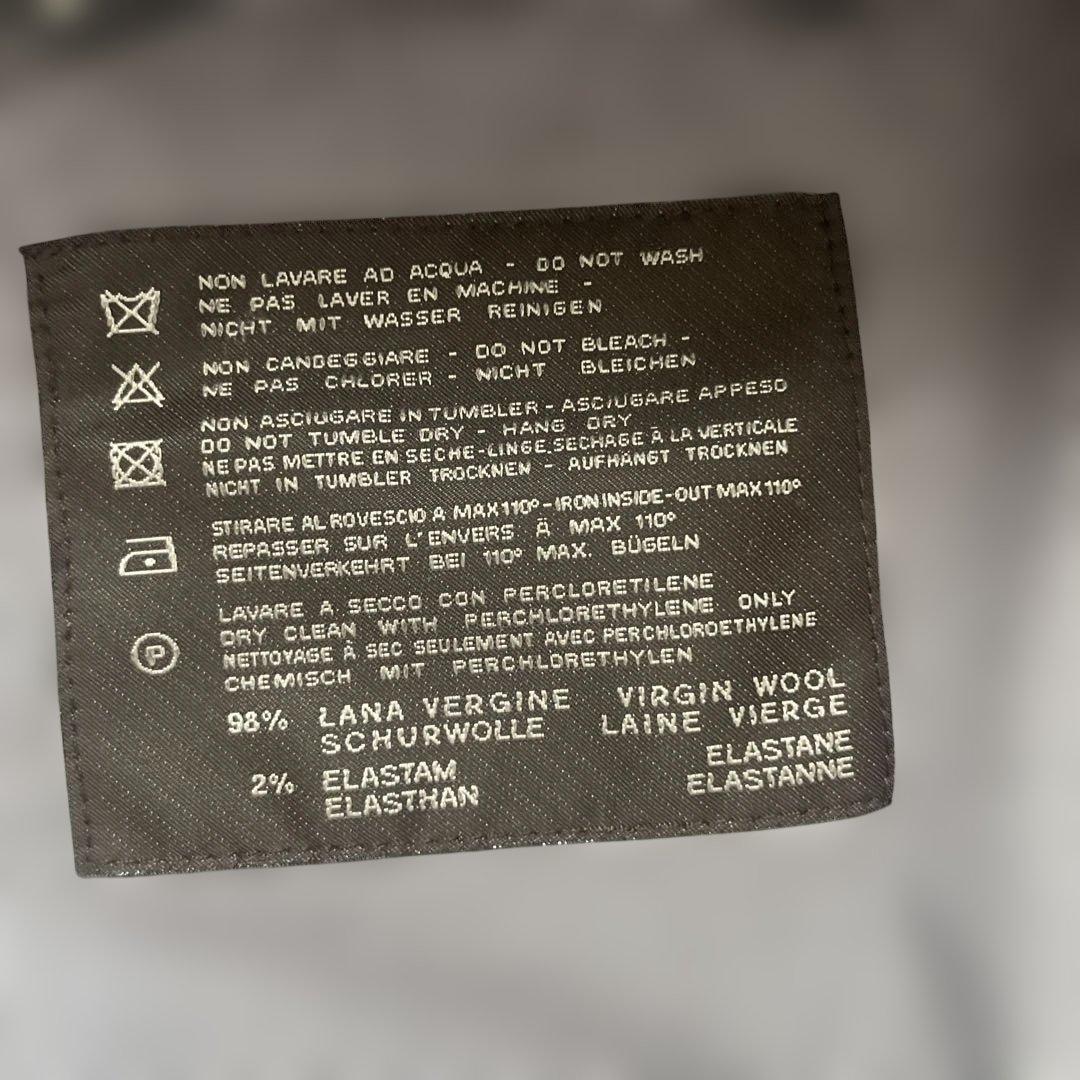 NON LAVARE AD ACQUA - DO NOT WASH
NE PAS LAVER EN MACHINE -
NICHT MIT WASSER REINIGEN
NON CANDEGGIARE - DO NOT BLEACH -
NE PAS CHLORER - NICHT BLEICHEN
NON ASCIUGARE IN TUMBLER - ASCIUGARE APPESO
DO NOT TUMBLE DRY - HANG DRY
NE PAS METTRE EN SECHE-LINGE.SECHAGE À LA VERTICALE
NICHT IN TUMBLER TROCKNEN - AUFHANGT TROCKNEN
STIRARE AL ROVESCIO A MAX 110° - IRON INSIDE-OUT MAX 110°
REPASSER SUR L'ENVERS À MAX 110°
SEITENVERKEHRT BEI 110° MAX. BÜGELN
P
LAVARE A SECCO CON PERCLORETILENE
DRY CLEAN WITH PERCHLORETHYLENE ONLY
NETTOYAGE À SEC SEULEMENT AVEC PERCHLOROETHYLENE
CHEMISCH MIT PERCHLORETHYLEN
98% LANA VERGINE VIRGIN WOOL
SCHURWOLLE LAINE VIERGE
2% ELASTAM ELASTANE
ELASTHAN ELASTANNE